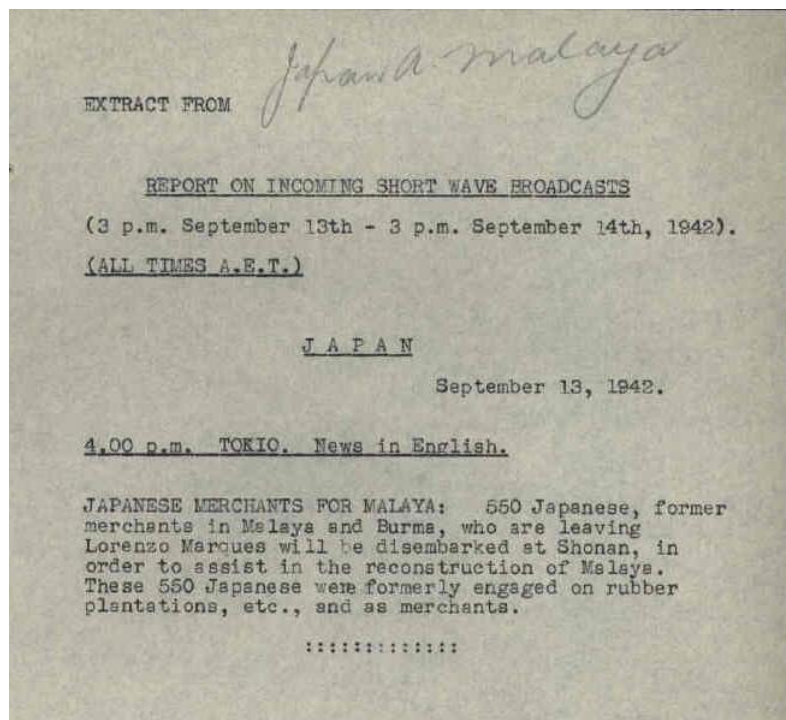 Japan a. malaya
EXTRACT FROM
REPORT ON INCOMING SHORT WAVE BROADCASTS
(3 p.m. September 13th - 3 p.m. September 14th, 1942).
(ALL TIMES A.E.T.)
J A P A N
September 13, 1942.
4.00 p.m. TOKIO. News in English.
JAPANESE MERCHANTS FOR MALAYA: 550 Japanese, former
merchants in Malaya and Burma, who are leaving
Lorenzo Marques will be disembarked at Shonan, in
order to assist in the reconstruction of Malaya.
These 550 Japanese were formerly engaged on rubber
plantations, etc., and as merchants.
:::::::::::::